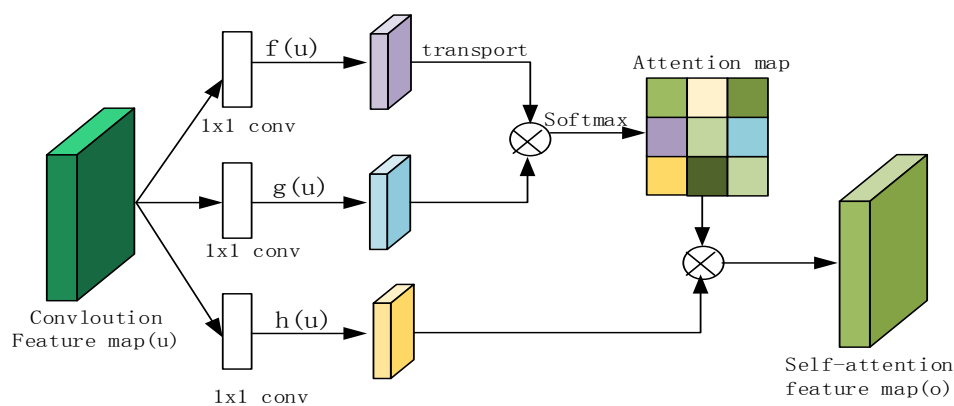 f(u)
transport
Attention map
1x1 conv
Softmax
g(u)
1x1 conv
Convloution
Feature map(u)
h(u)
1x1 conv
Self-attention
feature map(o)